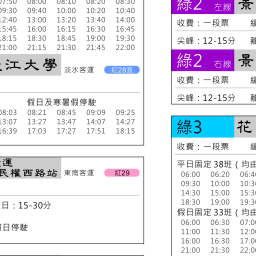 07:50 08:00 08:10 08:20 08:30
09:30 09:40 10:00 10:20 10:40
12:40 13:00 13:20 13:40 14:00
15:45 16:00 16:15 16:30 16:45
18:15 18:30 18:45 19:00 19:30
21:00 21:15 21:30 21:45 22:00
江大學 淡水客運 紅28直
假日及寒暑假停駛
08:03 08:21 08:45 09:09 09:25
13:07 13:27 13:47 14:07 14:27
16:39 17:03 17:27 17:51 18:15
運
民權西路站 東南客運 紅29
日：15-30分
假日停駛
綠2 左線 景
收費：一段票
尖峰：12-15分
綠2 右線 景
收費：一段票
尖峰：12-15分
綠3 花
收費：一段票
平日固定 38班 ( 均由
06:00 06:20 06:40
09:30 10:00 10:30
14:30 15:00 15:30
18:30 19:00 19:30
假日固定 33班 ( 均由
06:00 06:30 07:00
11:00 11:30 12:00
16:00 16:30 17:00
21:00 21:30 22:00